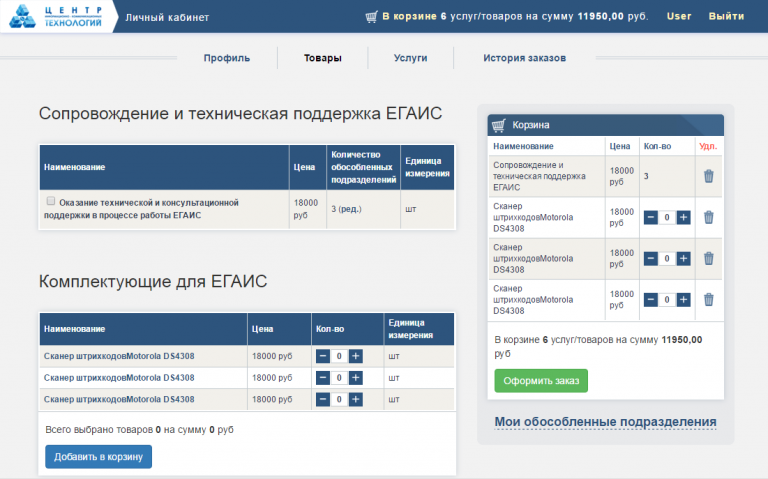 ЦЕНТР
ТЕХНОЛОГИЙ
Личный кабинет
В корзине 6 услуг/товаров на сумму 11950,00 руб.
User
Выйти
Профиль
Товары
Услуги
История заказов
Сопровождение и техническая поддержка ЕГАИС
Наименование
Цена
Количество
обособленных
подразделений
Единица
измерения
Оказание технической и консультационной
поддержки в процессе работы ЕГАИС
18000
руб
3 (ред.)
шт
Комплектующие для ЕГАИС
Наименование
Цена
Кол-во
Единица
измерения
Сканер штрихкодовMotorola DS4308
18000 руб
− 0 +
шт
Сканер штрихкодовMotorola DS4308
18000 руб
− 0 +
шт
Сканер штрихкодовMotorola DS4308
18000 руб
− 0 +
шт
Всего выбрано товаров 0 на сумму 0 руб
Добавить в корзину
Корзина
Наименование
Цена
Кол-во
Удл.
Сопровождение и
техническая поддержка
ЕГАИС
18000
руб
3
Сканер
штрихкодовMotorola
DS4308
18000
руб
− 0 +
Сканер
штрихкодовMotorola
DS4308
18000
руб
− 0 +
Сканер
штрихкодовMotorola
DS4308
18000
руб
− 0 +
В корзине 6 услуг/товаров на сумму 11950,00
руб
Оформить заказ
Мои обособленные подразделения